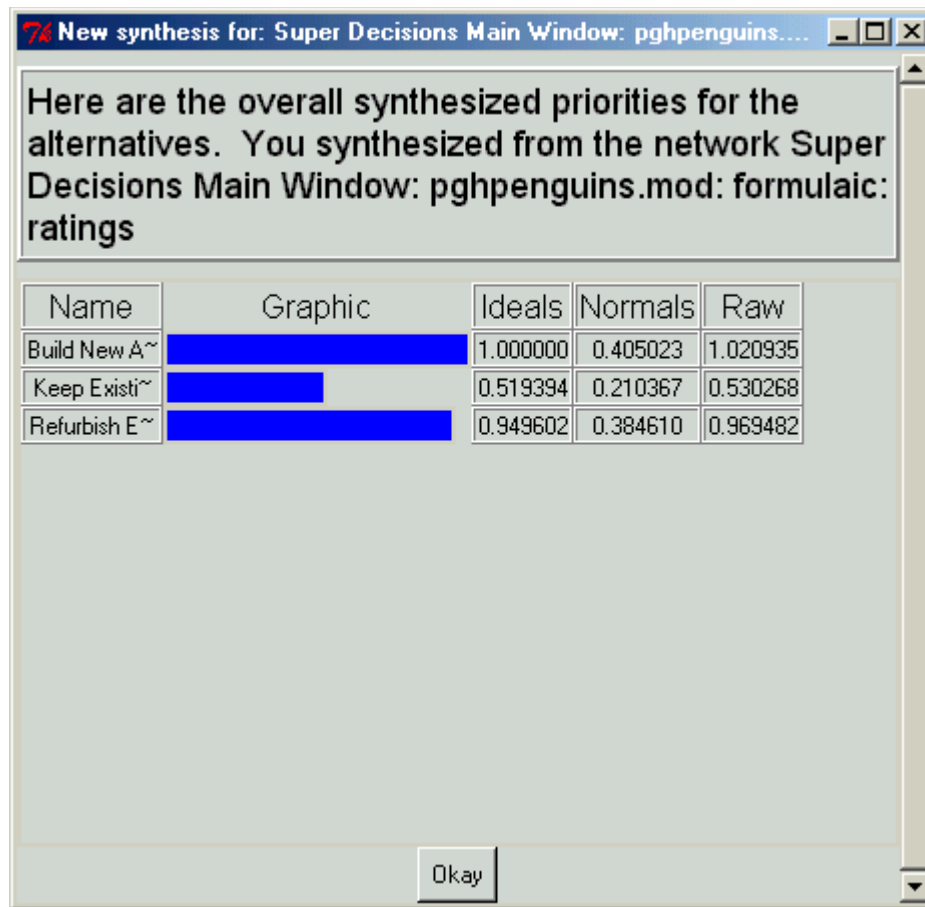 New synthesis for: Super Decisions Main Window: pghpenguins....
Here are the overall synthesized priorities for the
alternatives. You synthesized from the network Super
Decisions Main Window: pghpenguins.mod: formulaic:
ratings
Name Graphic Ideals Normals Raw
Build New A~ 1.000000 0.405023 1.020935
Keep Existi~ 0.519394 0.210367 0.530268
Refurbish E~ 0.949602 0.384610 0.969482
Okay